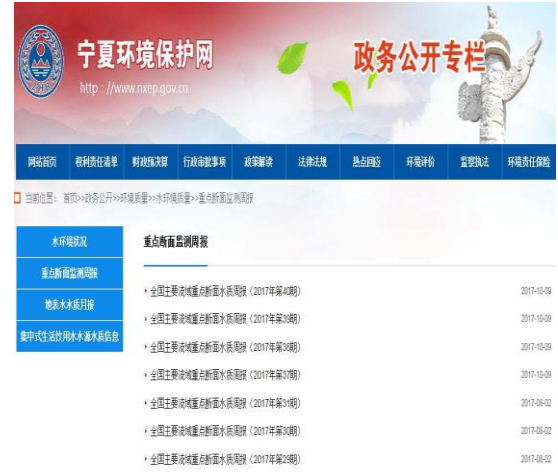 宁夏环境保护网
http://www.nxep.gov.cn
政务公开专栏
网站首页 权利责任清单 财政预决算 行政审批事项 政策解读 法律法规 热点回应 环境评价 监察执法 环境责任保险
当前位置: 首页>>政务公开>>环境质量>>水环境质量>>重点断面监测周报
水环境状况
重点断面监测周报
地表水水质月报
集中式生活饮用水水源水质信息
重点断面监测周报
全国主要流域重点断面水质周报(2017年第40期) 2017-10-09
全国主要流域重点断面水质周报(2017年第39期) 2017-10-09
全国主要流域重点断面水质周报(2017年第38期) 2017-10-09
全国主要流域重点断面水质周报(2017年第37期) 2017-10-09
全国主要流域重点断面水质周报(2017年第31期) 2017-08-02
全国主要流域重点断面水质周报(2017年第30期) 2017-08-02
全国主要流域重点断面水质周报(2017年第29期) 2017-08-02